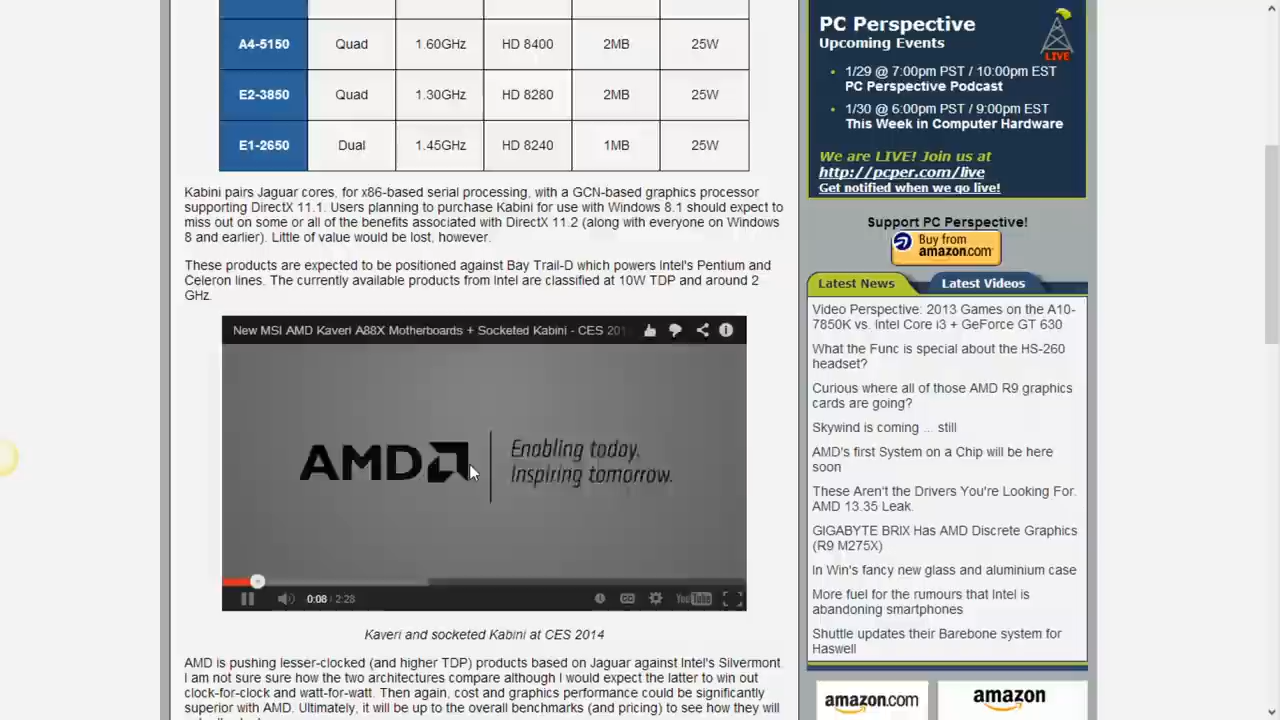 A4-5150 Quad 1.60GHz HD 8400 2MB 25W
E2-3850 Quad 1.30GHz HD 8280 2MB 25W
E1-2650 Dual 1.45GHz HD 8240 1MB 25W
Kabini pairs Jaguar cores, for x86-based serial processing, with a GCN-based graphics processor
supporting DirectX 11.1. Users planning to purchase Kabini for use with Windows 8.1 should expect to
miss out on some or all of the benefits associated with DirectX 11.2 (along with everyone on Windows
8 and earlier). Little of value would be lost, however.
These products are expected to be positioned against Bay Trail-D which powers Intel's Pentium and
Celeron lines. The currently available products from Intel are classified at 10W TDP and around 2
GHz.
New MSI AMD Kaveri A88X Motherboards + Socketed Kabini - CES 201
AMD
Enabling today.
Inspiring tomorrow.
0:08 / 2:28
CC
YouTube
Kaveri and socketed Kabini at CES 2014
AMD is pushing lesser-clocked (and higher TDP) products based on Jaguar against Intel's Silvermont
I am not sure sure how the two architectures compare although I would expect the latter to win out
clock-for-clock and watt-for-watt. Then again, cost and graphics performance could be significantly
superior with AMD. Ultimately, it will be up to the overall benchmarks (and pricing) to see how they will
PC Perspective
Upcoming Events
LIVE
1/29 @ 7:00pm PST / 10:00pm EST
PC Perspective Podcast
1/30 @ 6:00pm PST / 9:00pm EST
This Week in Computer Hardware
We are LIVE! Join us at
http://pcper.com/live
Get notified when we go live!
Support PC Perspective!
Buy from
amazon.com
Latest News
Latest Videos
Video Perspective: 2013 Games on the A10-
7850K vs. Intel Core i3 + GeForce GT 630
What the Func is special about the HS-260
headset?
Curious where all of those AMD R9 graphics
cards are going?
Skywind is coming ... still
AMD's first System on a Chip will be here
soon
These Aren't the Drivers You're Looking For.
AMD 13.35 Leak.
GIGABYTE BRIX Has AMD Discrete Graphics
(R9 M275X)
In Win's fancy new glass and aluminium case
More fuel for the rumours that Intel is
abandoning smartphones
Shuttle updates their Barebone system for
Haswell
amazon.com
amazon